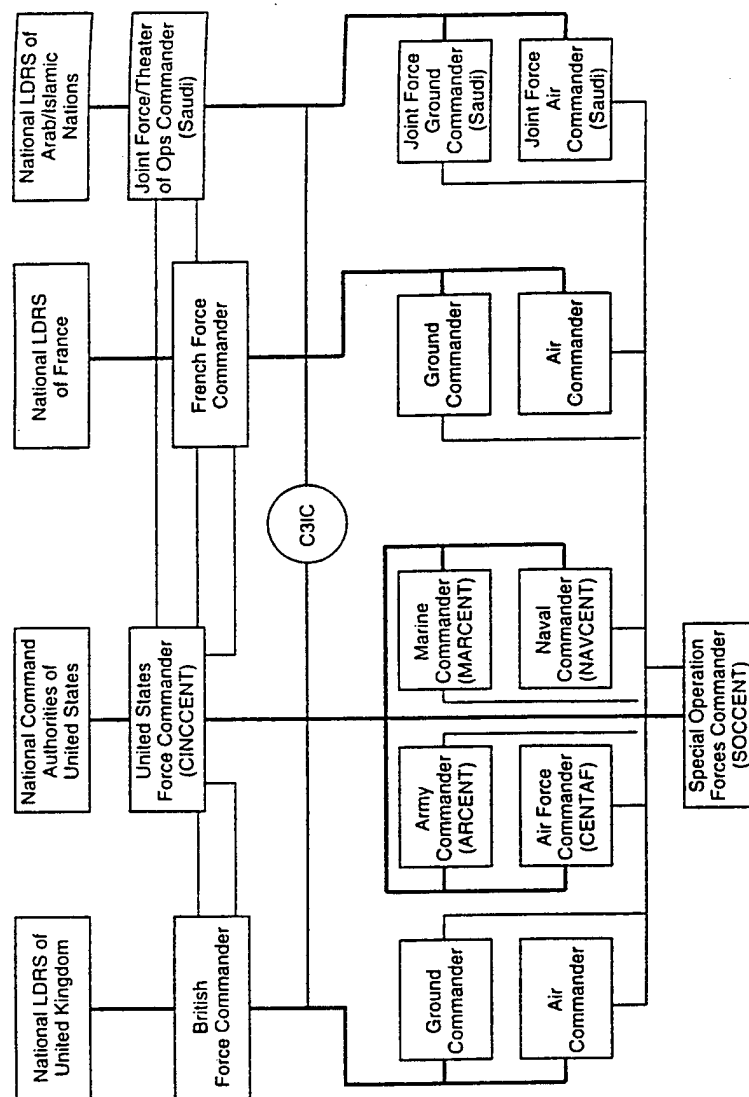 National LDRS of
United Kingdom
National Command
Authorities of
United States
National LDRS
of France
National LDRS of
Arab/Islamic
Nations
British
Force Commander
United States
Force Commander
(CINCCENT)
French Force
Commander
Joint Force/Theater
of Ops Commander
(Saudi)
C3IC
Ground
Commander
Air
Commander
Army
Commander
(ARCENT)
Air Force
Commander
(CENTAF)
Marine
Commander
(MARCENT)
Naval
Commander
(NAVCENT)
Ground
Commander
Air
Commander
Joint Force
Ground
Commander
(Saudi)
Joint Force
Air
Commander
(Saudi)
Special Operation
Forces Commander
(SOCCENT)